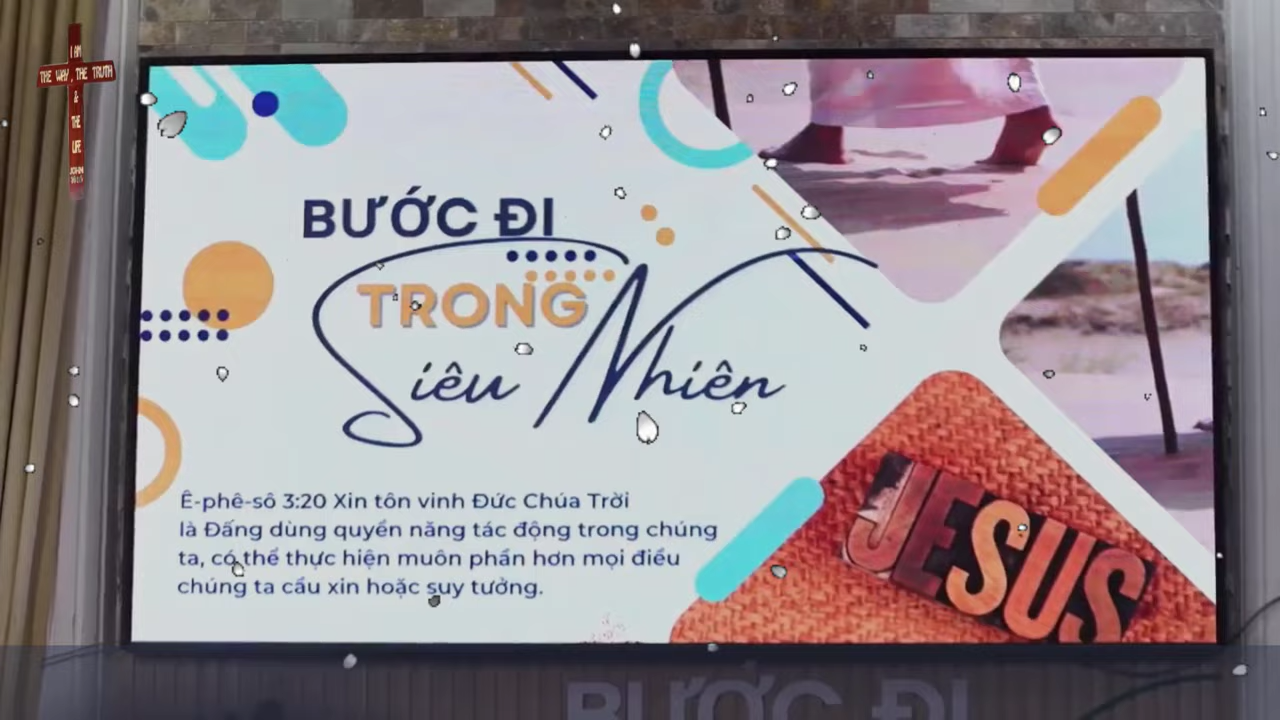 I AM
THE WAY, THE TRUTH
&
THE
LIFE
JOHN
BƯỚC ĐI
TRONG
Siêu Nhiên
Ê-phê-sô 3:20 Xin tôn vinh Đức Chúa Trời
là Đấng dùng quyền năng tác động trong chúng
ta, có thể thực hiện muôn phần hơn mọi điều
chúng ta cầu xin hoặc suy tưởng.
JESUS
BƯỚC ĐI